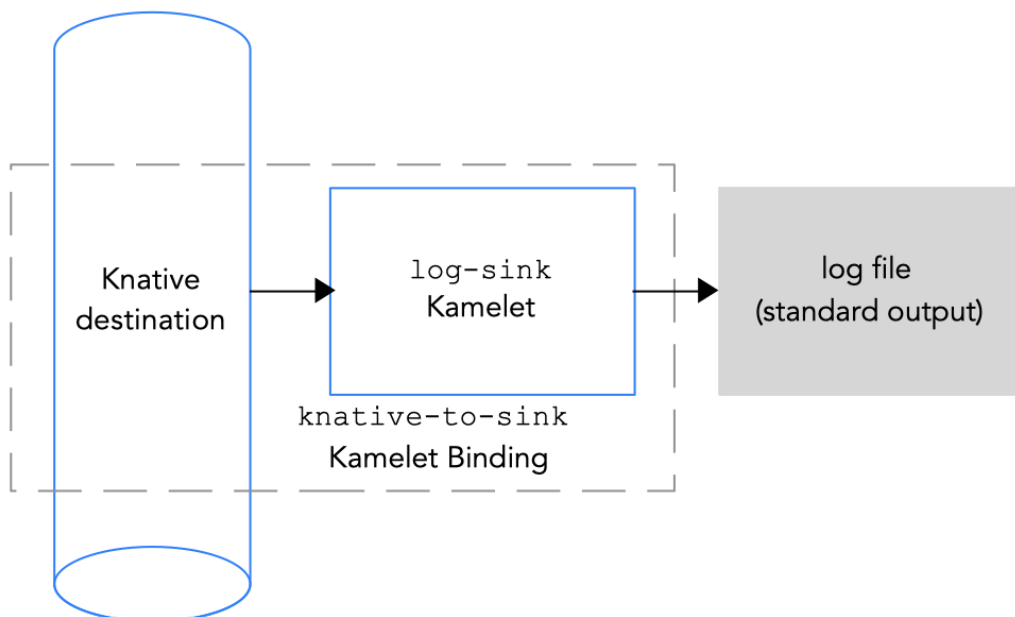 Knative
destination
log-sink
Kamelet
knative-to-sink
Kamelet Binding
log file
(standard output)